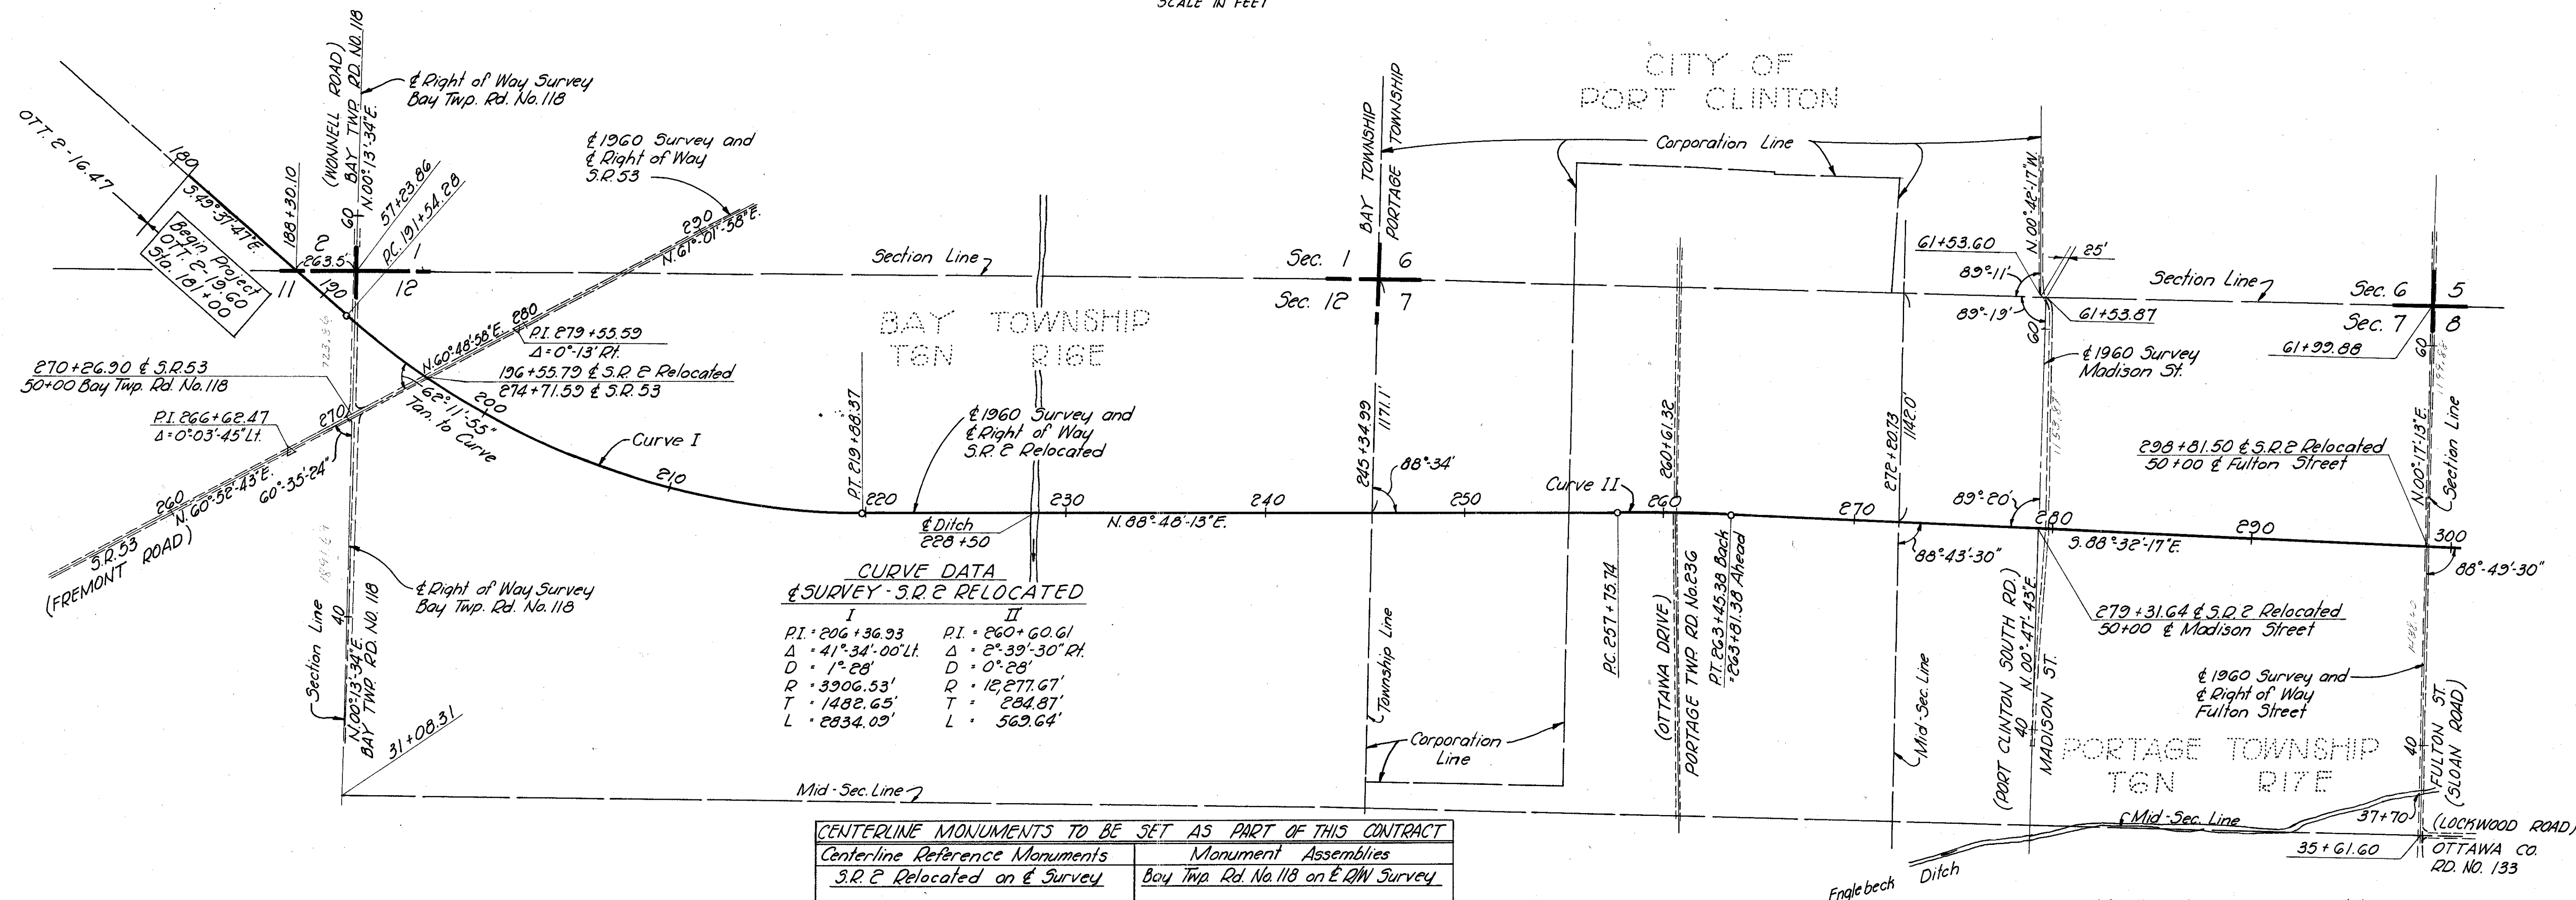 SCALE IN FEET
CITY OF
PORT CLINTON
Corporation Line
OTT. 2-16.47
180
S.49°-37'-47"E.
Begin Project
OTT. 2-19.60
Sta. 181+00
188+30.10
(WONNELL ROAD)
BAY TWP. RD. NO. 118
N.00°-13'-34"E.
60
57+23.86
P.C. 191+54.28
℄ Right of Way Survey
Bay Twp. Rd. No. 118
℄ 1960 Survey and
℄ Right of Way
S.R. 53
290
N.61°-01'-58"E.
2
1
263.5'
11
12
190
Section Line
BAY TOWNSHIP
PORTAGE TOWNSHIP
Sec. 1
6
Sec. 12
7
N.00°-42'-17"W.
61+53.60
25'
89°-11'
89°-19'
60
61+53.87
Section Line
Sec. 6
5
Sec. 7
8
61+99.88
60
BAY TOWNSHIP
T6N R16E
280
N.60°-48'-58"E.
P.I. 279+55.59
Δ = 0°-13' Rt.
196+55.79 ℄ S.R. 2 Relocated
274+71.59 ℄ S.R. 53
270+26.90 ℄ S.R. 53
50+00 Bay Twp. Rd. No. 118
P.I. 266+62.47
Δ = 0°-03'-45" Lt.
270
200
62°-11'-55"
Tan. to Curve
Curve I
260
N.60°-52'-43"E.
60°-35'-24"
S.R. 53
(FREMONT ROAD)
210
P.T. 219+88.37
220
℄ 1960 Survey and
℄ Right of Way
S.R. 2 Relocated
℄ Ditch
228+50
230
N.88°-48'-13"E.
240
245+34.99
1171.1'
88°-34'
250
Curve II
260
260+61.32
270
272+20.73
1142.0'
88°-43'-30"
℄ 1960 Survey
Madison St.
1153.87
89°-20'
280
S.88°-32'-17"E.
290
298+81.50 ℄ S.R. 2 Relocated
50+00 ℄ Fulton Street
N.00°-17'-13"E.
Section Line
300
88°-49'-30"
℄ Right of Way Survey
Bay Twp. Rd. No. 118
Section Line
40
N.00°-13'-34"E.
BAY TWP. RD. NO. 118
31+08.31
CURVE DATA
℄ SURVEY - S.R. 2 RELOCATED
I II
P.I. = 206+36.93 P.I. = 260+60.61
Δ = 41°-34'-00" Lt. Δ = 2°-39'-30" Rt.
D = 1°-28' D = 0°-28'
R = 3906.53' R = 12,277.67'
T = 1482.65' T = 284.87'
L = 2834.09' L = 569.64'
Township Line
Corporation
Line
P.C. 257+75.74
(OTTAWA DRIVE)
PORTAGE TWP. RD. No. 236
P.T. 263+45.38 Back
=263+81.38 Ahead
Mid-Sec. Line
(PORT CLINTON SOUTH RD.)
40
N.00°-47'-43"E.
MADISON ST.
279+31.64 ℄ S.R. 2 Relocated
50+00 ℄ Madison Street
℄ 1960 Survey and
℄ Right of Way
Fulton Street
40
FULTON ST.
(SLOAN ROAD)
PORTAGE TOWNSHIP
T6N R17E
Mid-Sec. Line
Mid-Sec. Line
37+70
35+61.60
(LOCKWOOD ROAD)
OTTAWA CO.
RD. NO. 133
Englebeck Ditch
CENTERLINE MONUMENTS TO BE SET AS PART OF THIS CONTRACT
Centerline Reference Monuments
Monument Assemblies
S.R. 2 Relocated on ℄ Survey
Bay Twp. Rd. No. 118 on ℄ R/W Survey